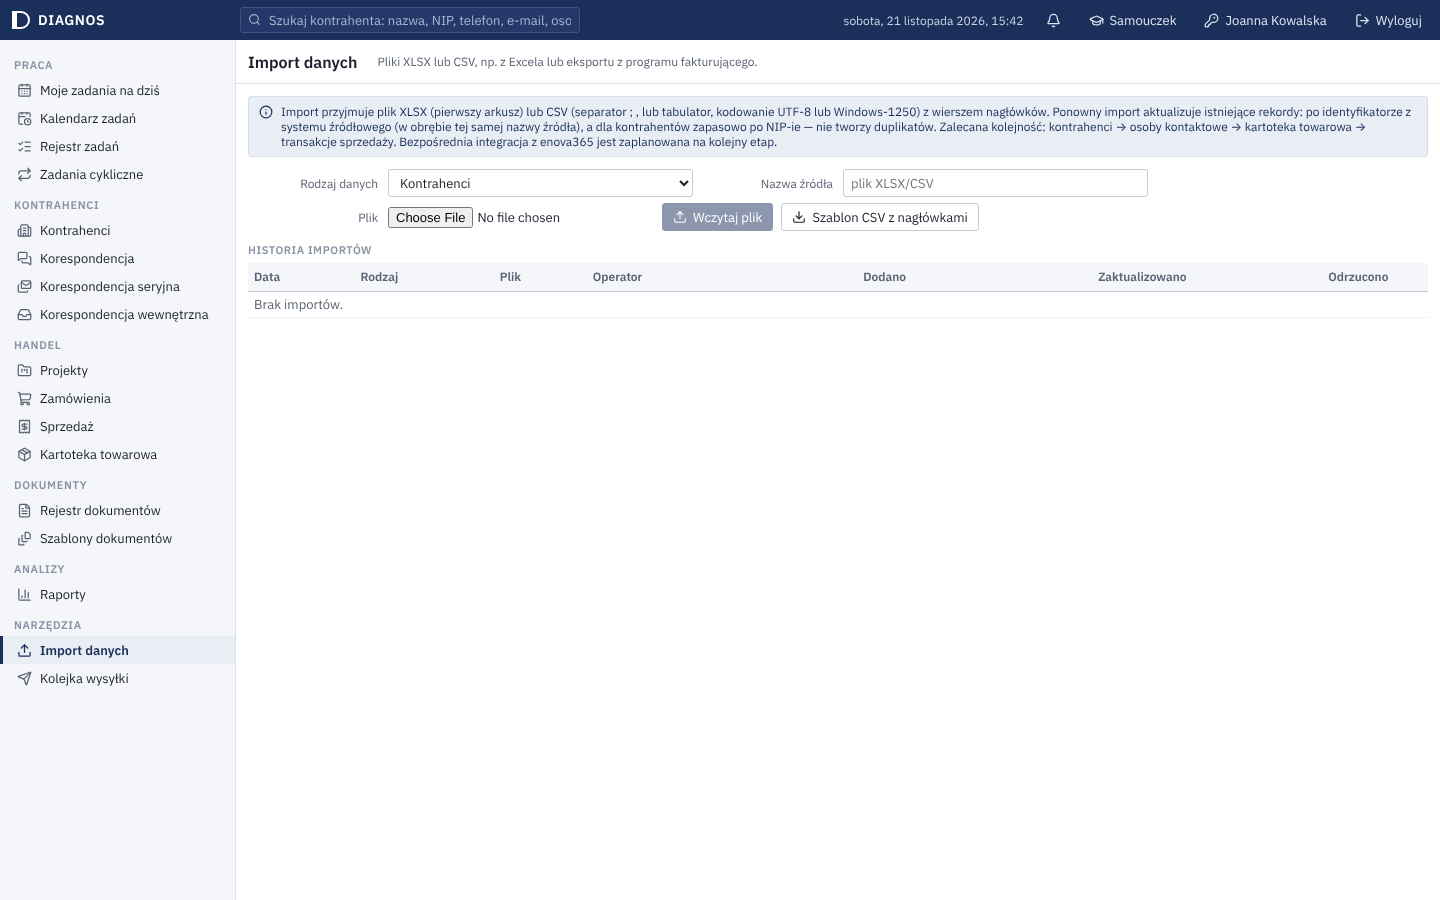 DIAGNOS
Szukaj kontrahenta: nazwa, NIP, telefon, e-mail, oso
sobota, 21 listopada 2026, 15:42
Samouczek
Joanna Kowalska
Wyloguj
PRACA
Moje zadania na dziś
Kalendarz zadań
Rejestr zadań
Zadania cykliczne
KONTRAHENCI
Kontrahenci
Korespondencja
Korespondencja seryjna
Korespondencja wewnętrzna
HANDEL
Projekty
Zamówienia
Sprzedaż
Kartoteka towarowa
DOKUMENTY
Rejestr dokumentów
Szablony dokumentów
ANALIZY
Raporty
NARZĘDZIA
Import danych
Kolejka wysyłki
Import danych
Pliki XLSX lub CSV, np. z Excela lub eksportu z programu fakturującego.
Import przyjmuje plik XLSX (pierwszy arkusz) lub CSV (separator ; , lub tabulator, kodowanie UTF-8 lub Windows-1250) z wierszem nagłówków. Ponowny import aktualizuje istniejące rekordy: po identyfikatorze z
systemu źródłowego (w obrębie tej samej nazwy źródła), a dla kontrahentów zapasowo po NIP-ie — nie tworzy duplikatów. Zalecana kolejność: kontrahenci → osoby kontaktowe → kartoteka towarowa →
transakcje sprzedaży. Bezpośrednia integracja z enova365 jest zaplanowana na kolejny etap.
Rodzaj danych
Kontrahenci
Nazwa źródła
plik XLSX/CSV
Plik
Choose File No file chosen
Wczytaj plik
Szablon CSV z nagłówkami
HISTORIA IMPORTÓW
Data Rodzaj Plik Operator Dodano Zaktualizowano Odrzucono
Brak importów.